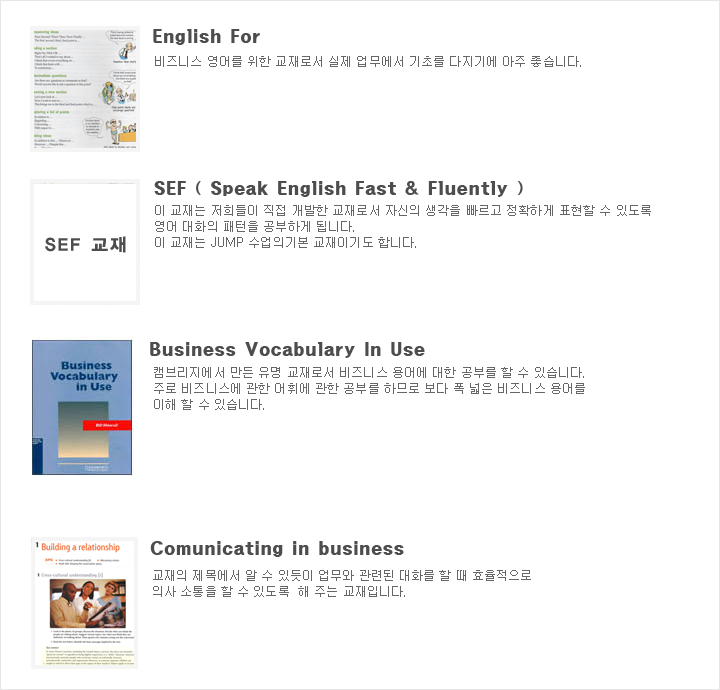 English For
비즈니스 영어를 위한 교재로서 실제 업무에서 기초를 다지기에 아주 좋습니다.
SEF ( Speak English Fast & Fluently )
SEF 교재
이 교재는 저희들이 직접 개발한 교재로서 자신의 생각을 빠르고 정확하게 표현할 수 있도록
영어 대화의 패턴을 공부하게 됩니다.
이 교재는 JUMP 수업의기본 교재이기도 합니다.
Business Vocabulary In Use
Business
Vocabulary
in Use
캠브리지에서 만든 유명 교재로서 비즈니스 용어에 대한 공부를 할 수 있습니다.
주로 비즈니스에 관한 어휘에 관한 공부를 하므로 보다 폭 넓은 비즈니스 용어를
이해 할 수 있습니다.
Comunicating in business
1 Building a relationship
교재의 제목에서 알 수 있듯이 업무와 관련된 대화를 할 때 효율적으로
의사 소통을 할 수 있도록 해 주는 교재입니다.